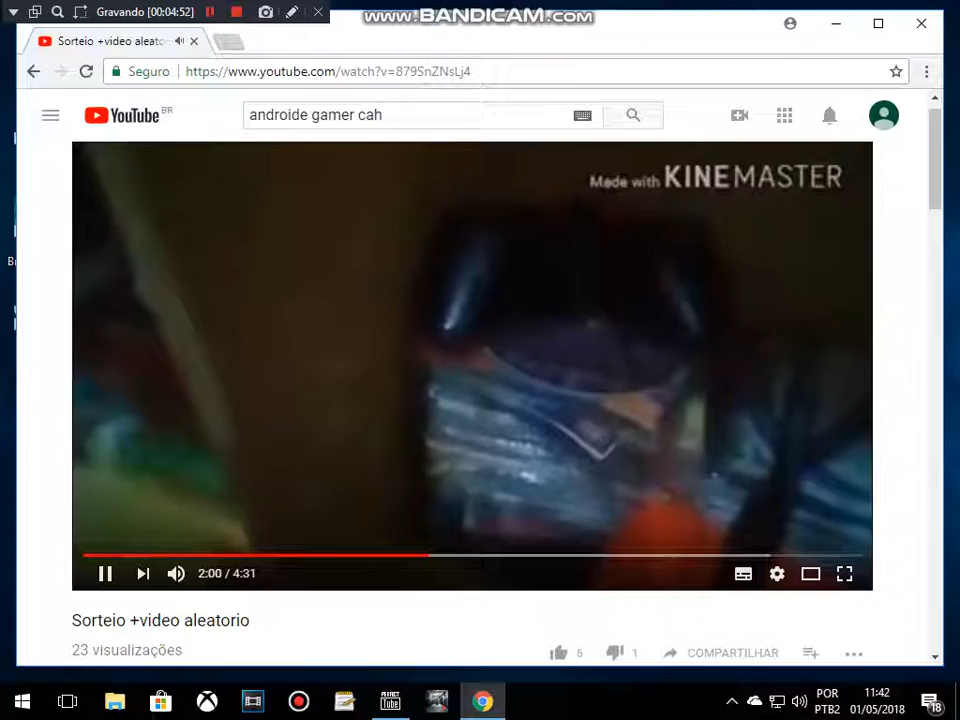 Gravando [00:04:52]
www.BANDICAM.com
Sorteio +video aleato
Seguro
https://www.youtube.com/watch?v=879SnZNsLj4
YouTube BR
androide gamer cah
Made with KINEMASTER
2:00 / 4:31
Sorteio +video aleatorio
23 visualizações
6
1
COMPARTILHAR
POR
PTB2
11:42
01/05/2018
18